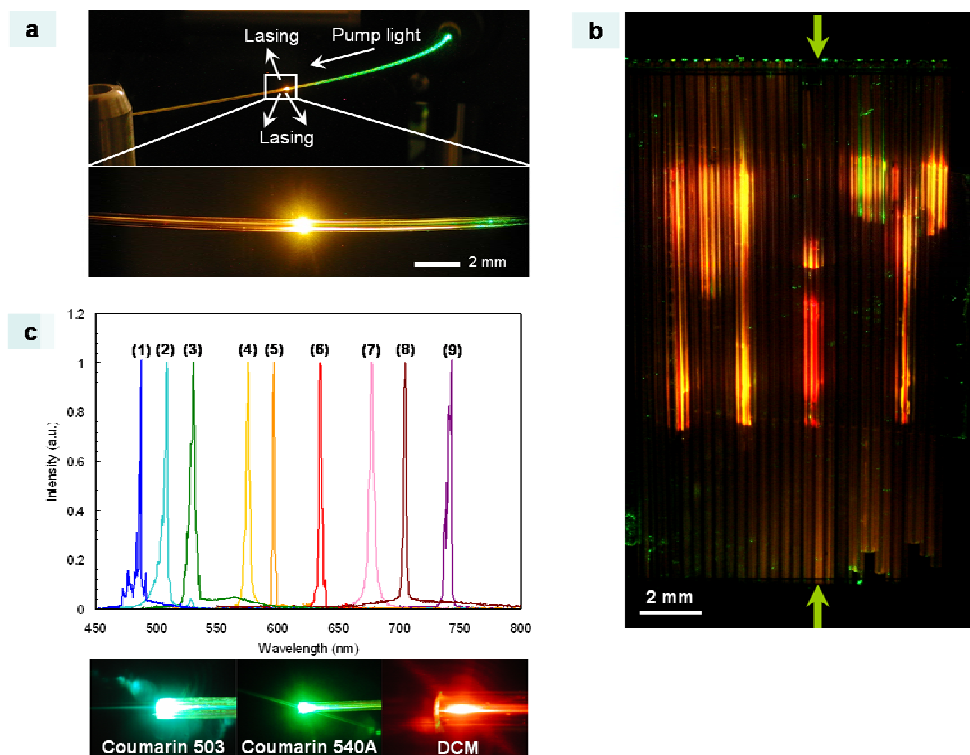 a
Lasing
Pump light
Lasing
2 mm
b
2 mm
c
1.2
1
0.8
0.6
0.4
0.2
0
(1) (2) (3) (4) (5) (6) (7) (8) (9)
Intensity (a.u.)
450 500 550 600 650 700 750 800
Wavelength (nm)
Coumarin 503 Coumarin 540A DCM